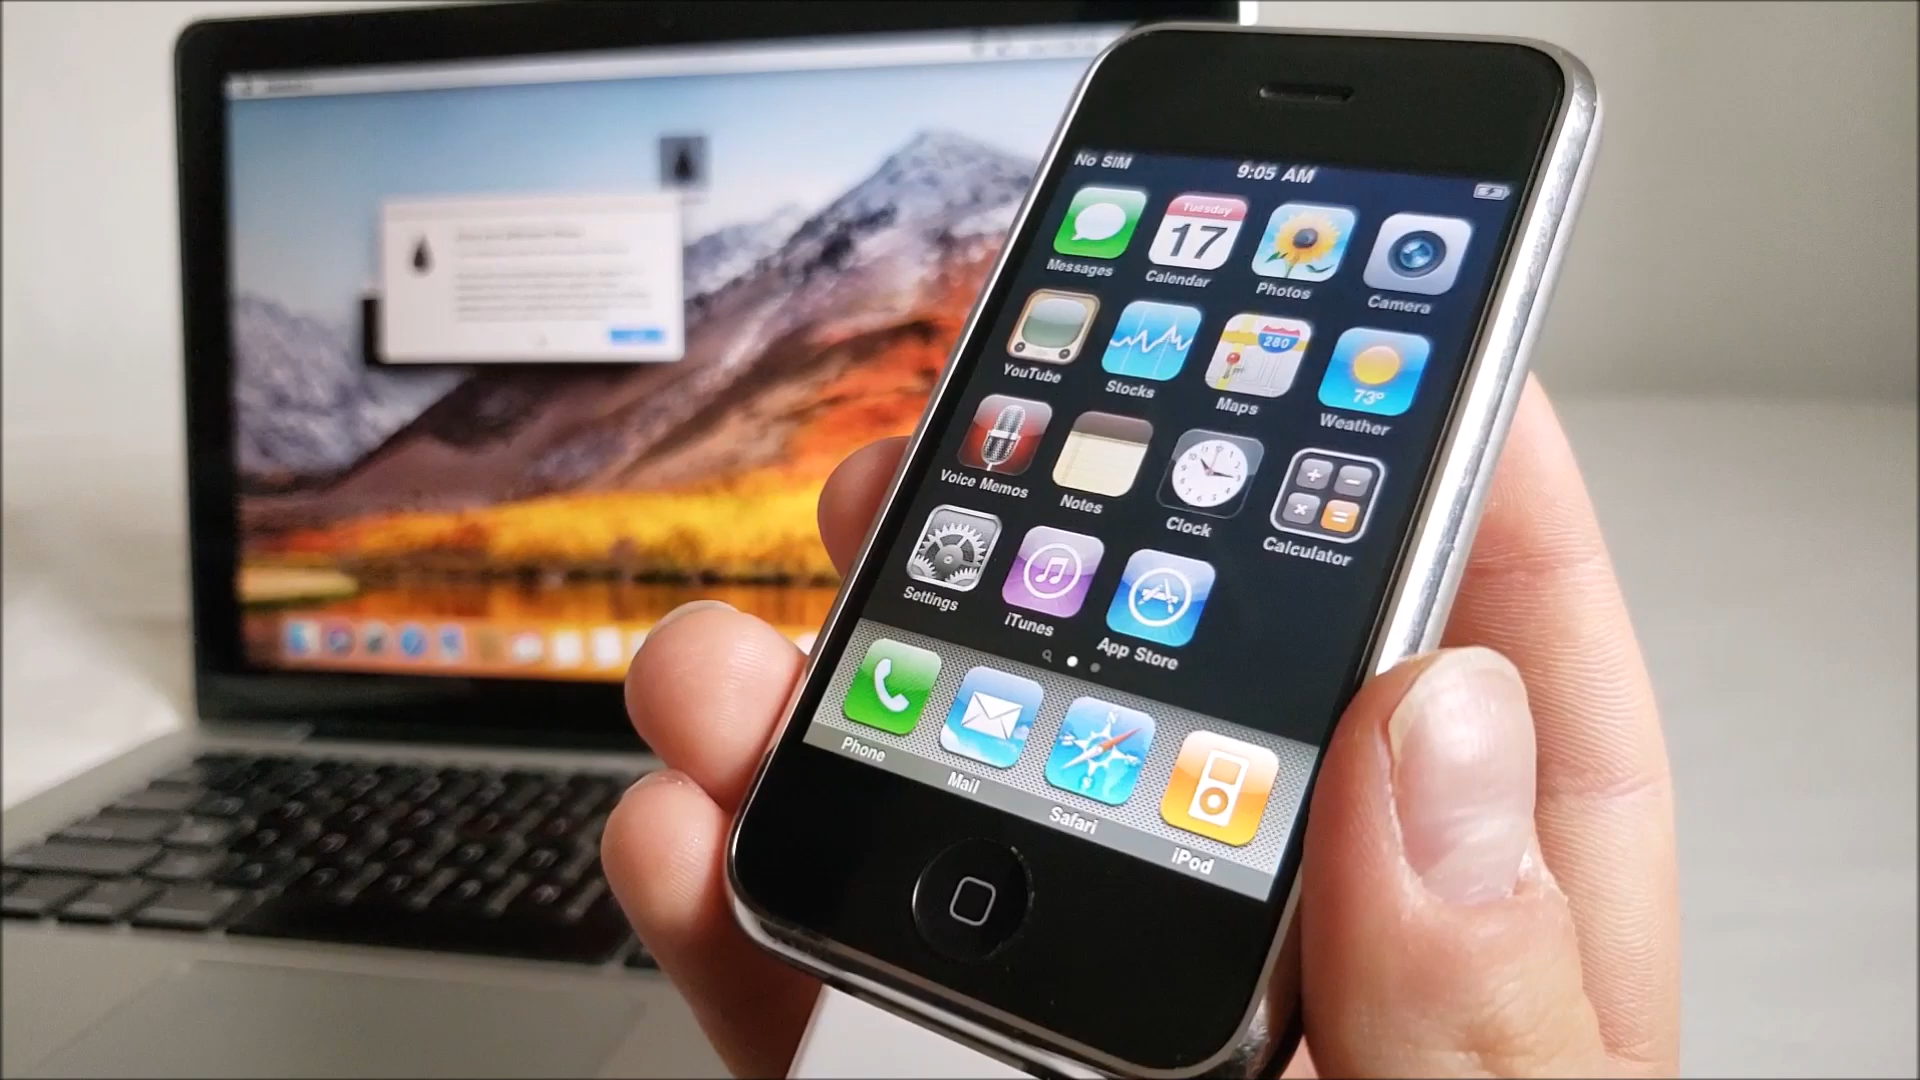 No SIM
9:05 AM
Tuesday
17
Messages
Calendar
Photos
Camera
280
73°
YouTube
Stocks
Maps
Weather
Voice Memos
Notes
Clock
Calculator
Settings
iTunes
App Store
N
Phone
Mail
Safari
iPod